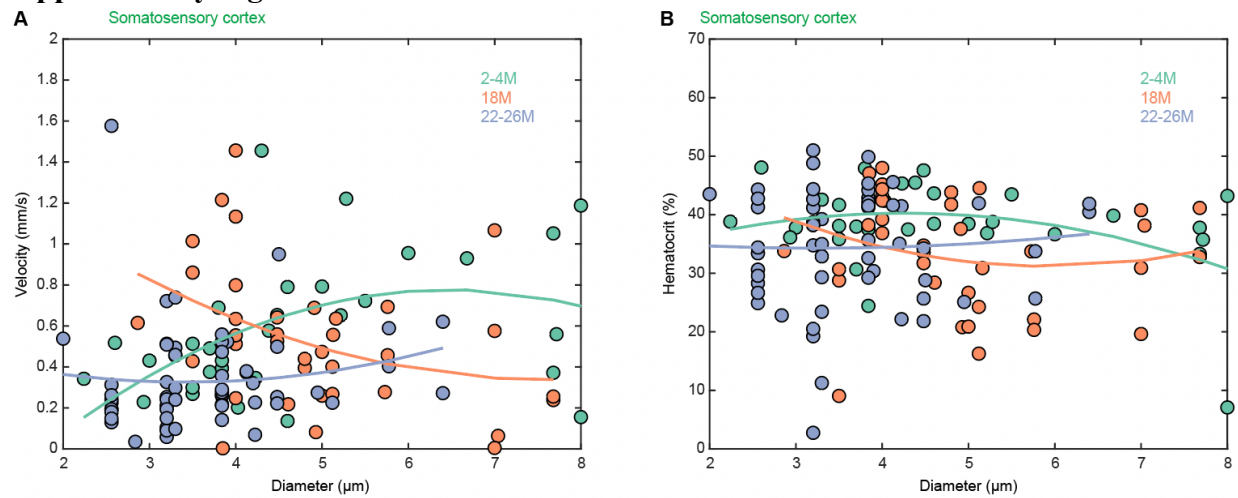 A
Somatosensory cortex
2
1.8
1.6
1.4
1.2
1
0.8
0.6
0.4
0.2
0
Velocity (mm/s)
2-4M
18M
22-26M
2 3 4 5 6 7 8
Diameter (μm)
B
Somatosensory cortex
70
60
50
40
30
20
10
0
Hematocrit (%)
2-4M
18M
22-26M
2 3 4 5 6 7 8
Diameter (μm)